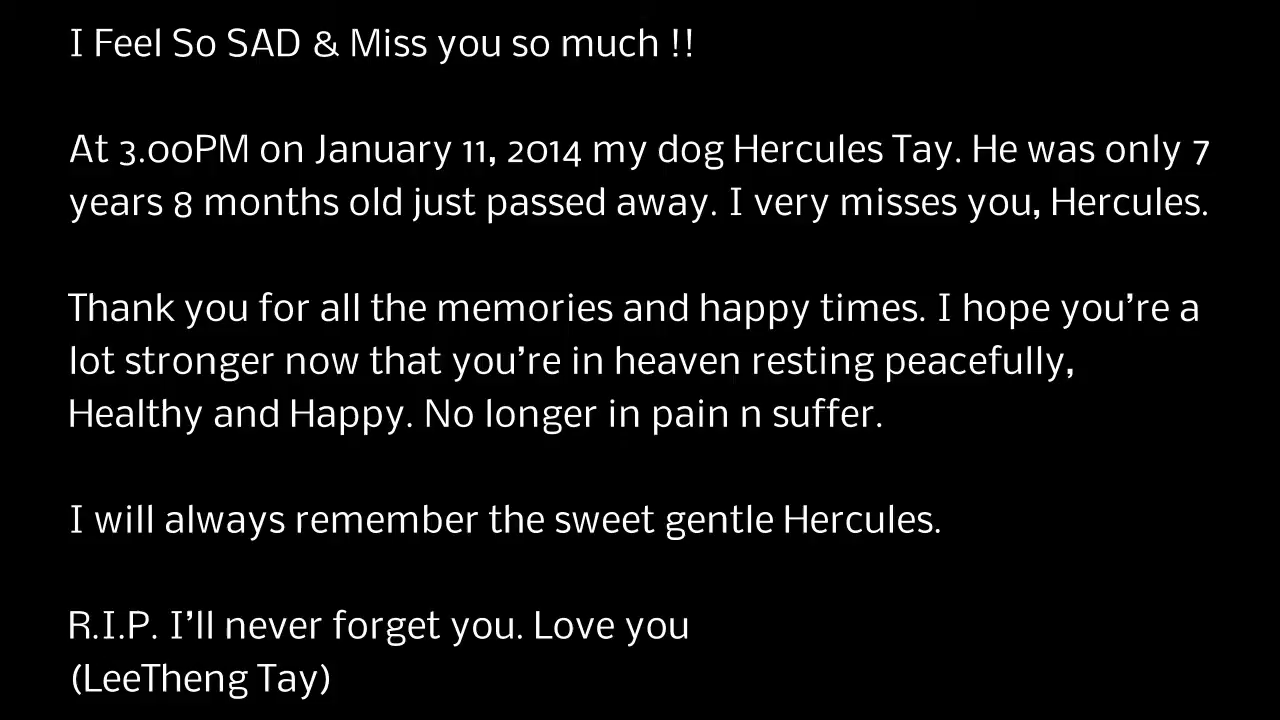 I Feel So SAD & Miss you so much !!
At 3.00PM on January 11, 2014 my dog Hercules Tay. He was only 7
years 8 months old just passed away. I very misses you, Hercules.
Thank you for all the memories and happy times. I hope you’re a
lot stronger now that you’re in heaven resting peacefully,
Healthy and Happy. No longer in pain n suffer.
I will always remember the sweet gentle Hercules.
R.I.P. I’ll never forget you. Love you
(LeeTheng Tay)